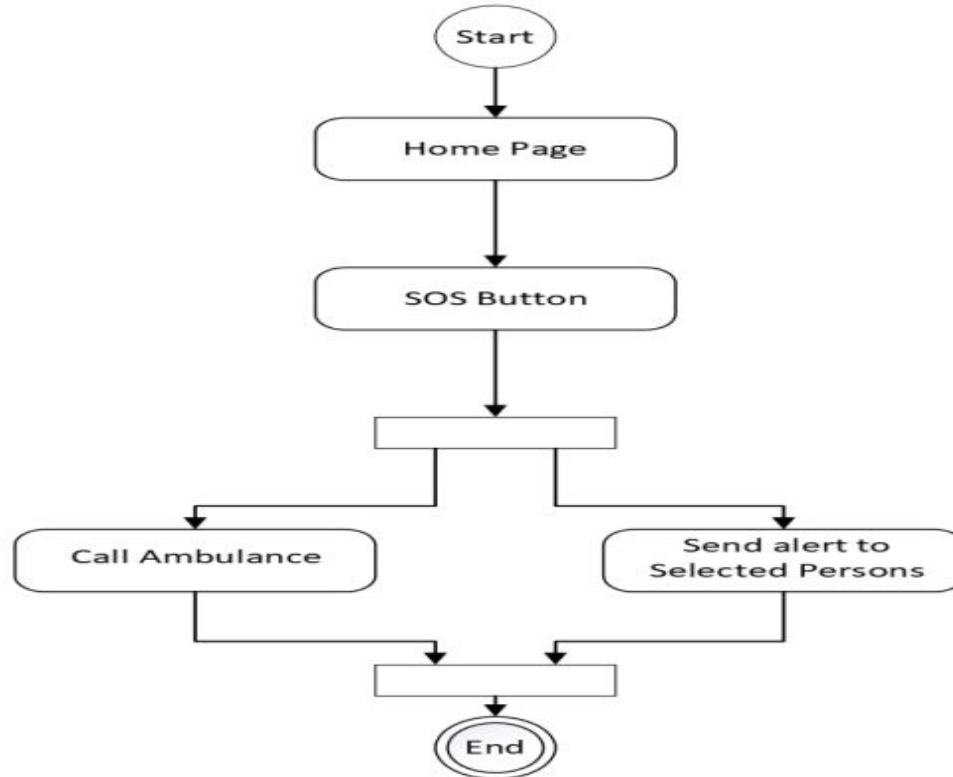 Start
Home Page
SOS Button
Call Ambulance
Send alert to
Selected Persons
End